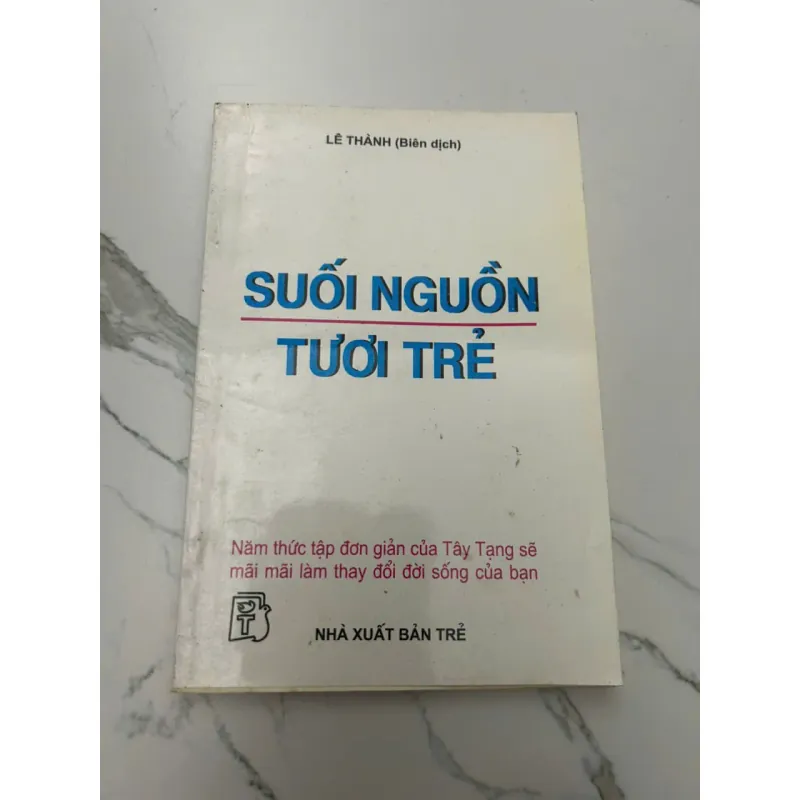 LÊ THÀNH (Biên dịch)
SUỐI NGUỒN
TƯƠI TRẺ
Năm thức tập đơn giản của Tây Tạng sẽ
mãi mãi làm thay đổi đời sống của bạn
T
NHÀ XUẤT BẢN TRẺ